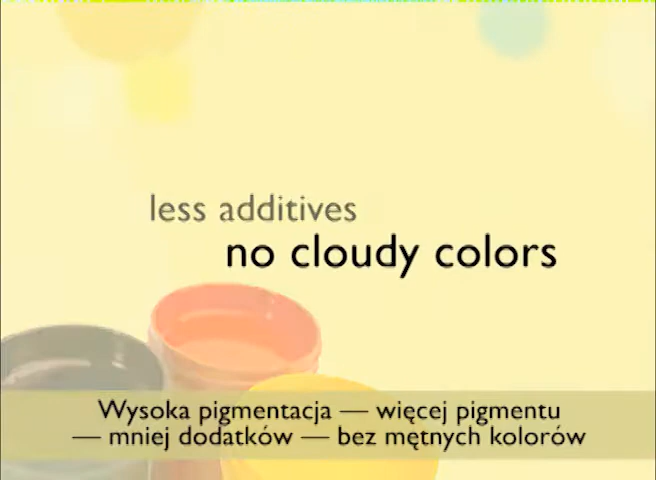 less additives
no cloudy colors
Wysoka pigmentacja — więcej pigmentu
— mniej dodatków — bez mętnych kolorów